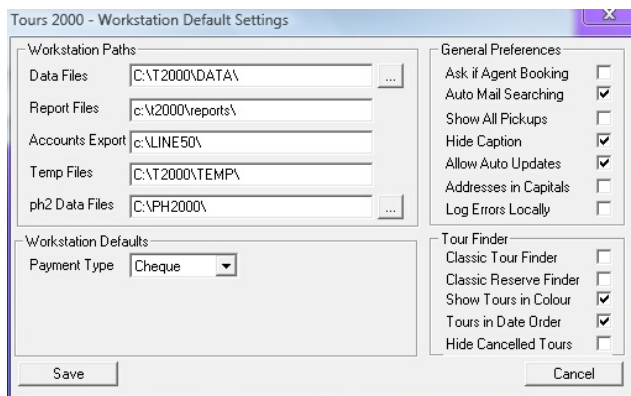 Tours 2000 - Workstation Default Settings
X
Workstation Paths
Data Files C:\T2000\DATA\ ...
Report Files c:\t2000\reports\
Accounts Export c:\LINE50\
Temp Files C:\T2000\TEMP\
ph2 Data Files C:\PH2000\ ...
Workstation Defaults
Payment Type Cheque
General Preferences
Ask if Agent Booking
Auto Mail Searching
Show All Pickups
Hide Caption
Allow Auto Updates
Addresses in Capitals
Log Errors Locally
Tour Finder
Classic Tour Finder
Classic Reserve Finder
Show Tours in Colour
Tours in Date Order
Hide Cancelled Tours
Save
Cancel